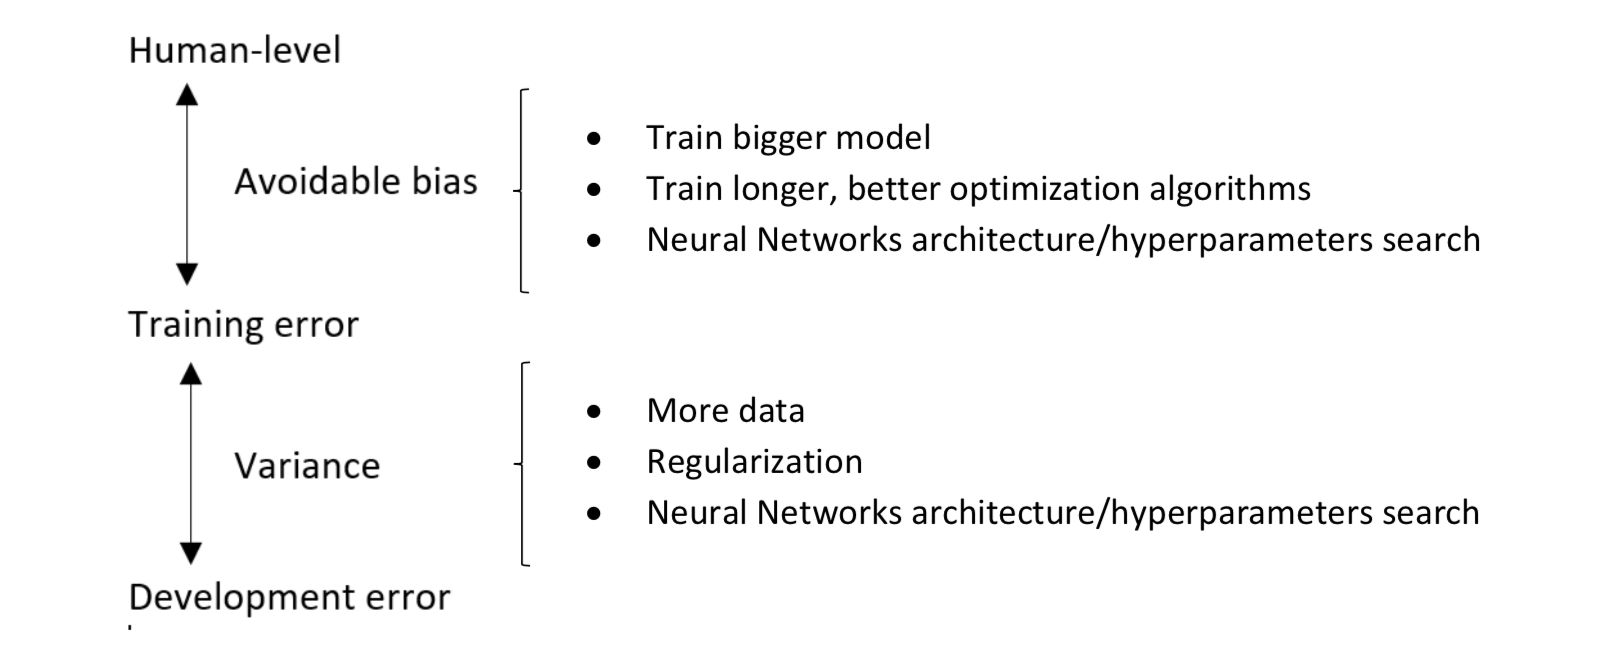 Human-level
Avoidable bias
• Train bigger model
• Train longer, better optimization algorithms
• Neural Networks architecture/hyperparameters search
Training error
Variance
• More data
• Regularization
• Neural Networks architecture/hyperparameters search
Development error